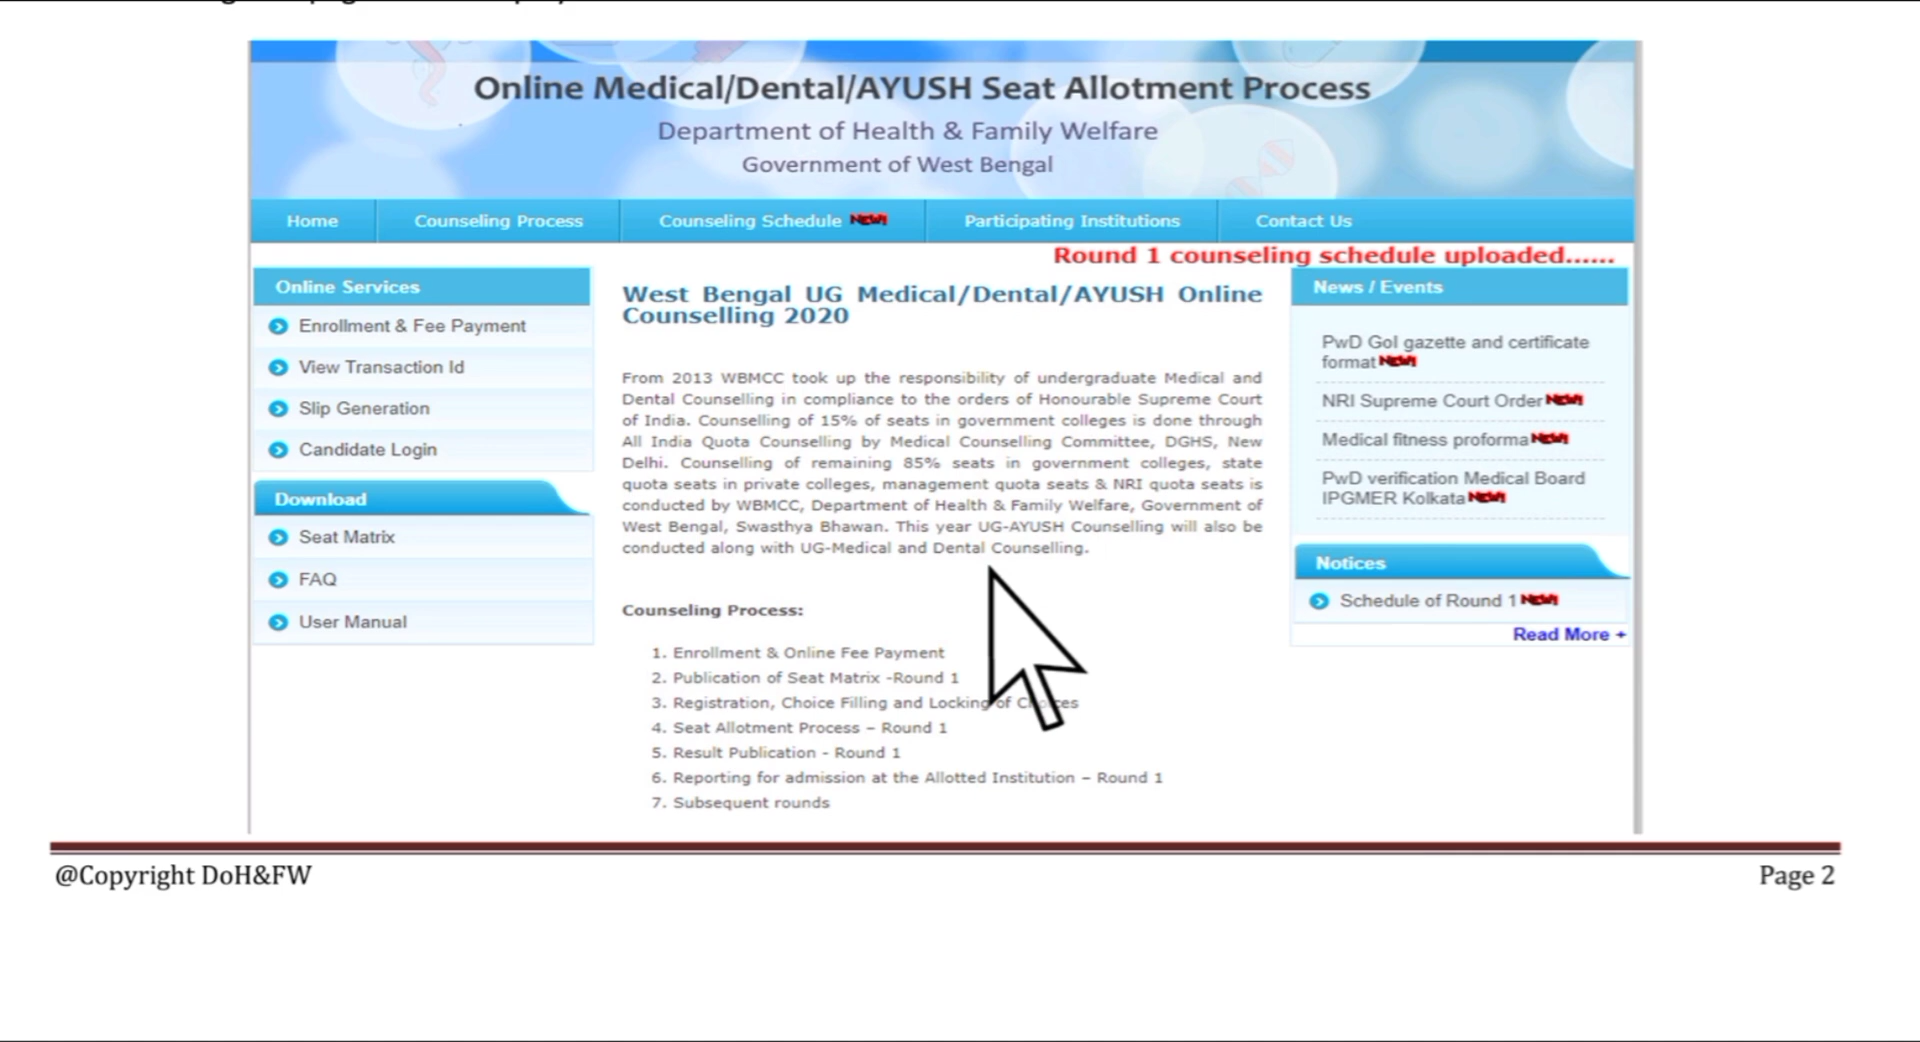 Online Medical/Dental/AYUSH Seat Allotment Process
Department of Health & Family Welfare
Government of West Bengal
Home Counseling Process Counseling Schedule NEW! Participating Institutions Contact Us
Round 1 counseling schedule uploaded......
Online Services
Enrollment & Fee Payment
View Transaction Id
Slip Generation
Candidate Login
Download
Seat Matrix
FAQ
User Manual
West Bengal UG Medical/Dental/AYUSH Online
Counselling 2020
From 2013 WBMCC took up the responsibility of undergraduate Medical and
Dental Counselling in compliance to the orders of Honourable Supreme Court
of India. Counselling of 15% of seats in government colleges is done through
All India Quota Counselling by Medical Counselling Committee, DGHS, New
Delhi. Counselling of remaining 85% seats in government colleges, state
quota seats in private colleges, management quota seats & NRI quota seats is
conducted by WBMCC, Department of Health & Family Welfare, Government of
West Bengal, Swasthya Bhawan. This year UG-AYUSH Counselling will also be
conducted along with UG-Medical and Dental Counselling.
Counseling Process:
1. Enrollment & Online Fee Payment
2. Publication of Seat Matrix -Round 1
3. Registration, Choice Filling and Locking of Choices
4. Seat Allotment Process – Round 1
5. Result Publication - Round 1
6. Reporting for admission at the Allotted Institution – Round 1
7. Subsequent rounds
News / Events
PwD GoI gazette and certificate
format NEW!
NRI Supreme Court Order NEW!
Medical fitness proforma NEW!
PwD verification Medical Board
IPGMER Kolkata NEW!
Notices
Schedule of Round 1 NEW!
Read More +
@Copyright DoH&FW
Page 2